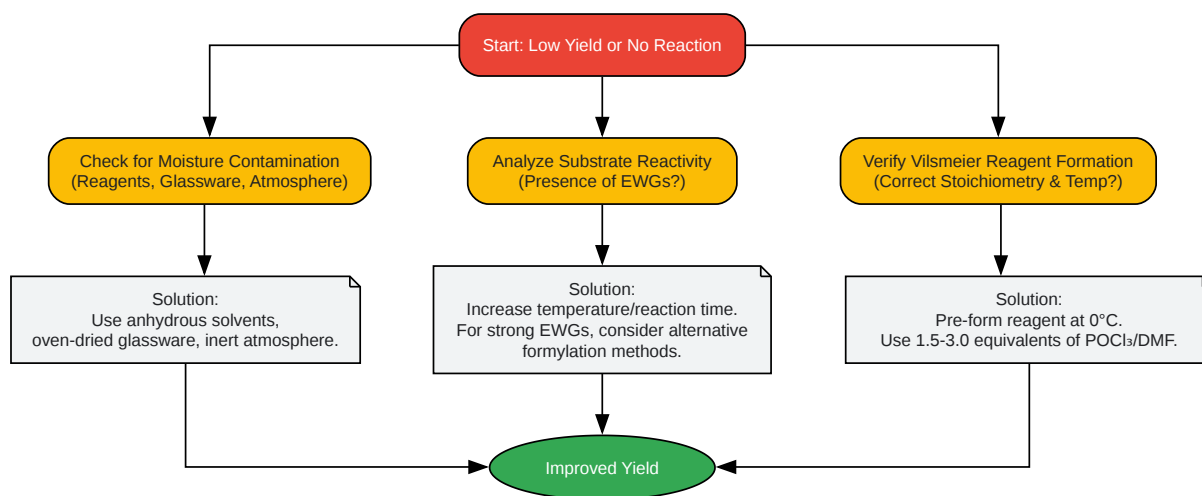 Start: Low Yield or No Reaction
Check for Moisture Contamination
(Reagents, Glassware, Atmosphere)
Analyze Substrate Reactivity
(Presence of EWGs?)
Verify Vilsmeier Reagent Formation
(Correct Stoichiometry & Temp?)
Solution:
Use anhydrous solvents,
oven-dried glassware, inert atmosphere.
Solution:
Increase temperature/reaction time.
For strong EWGs, consider alternative
formylation methods.
Solution:
Pre-form reagent at 0°C.
Use 1.5-3.0 equivalents of POCl₃/DMF.
Improved Yield